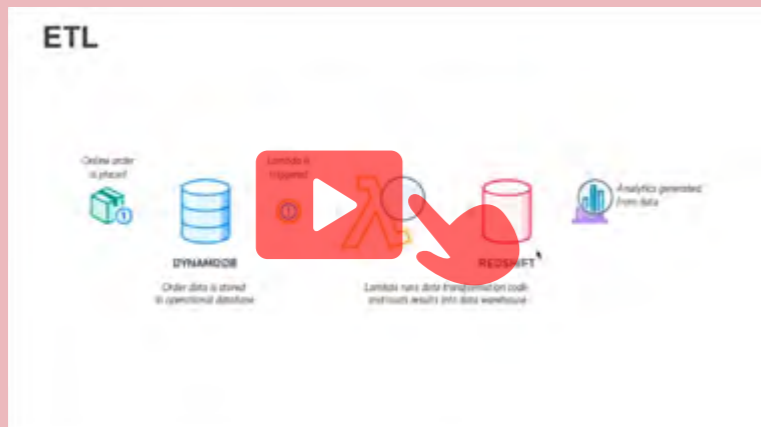 ETL
Online order
is placed
Lambda is
triggered
Analytics generated
from data
DYNAMODB
REDSHIFT
Order data is stored
in operational database
Lambda runs data transformation code
and loads results into data warehouse